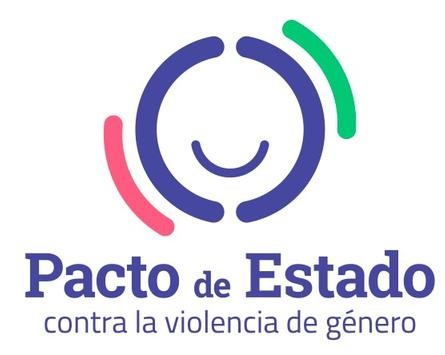 Pacto de Estado
contra la violencia de género